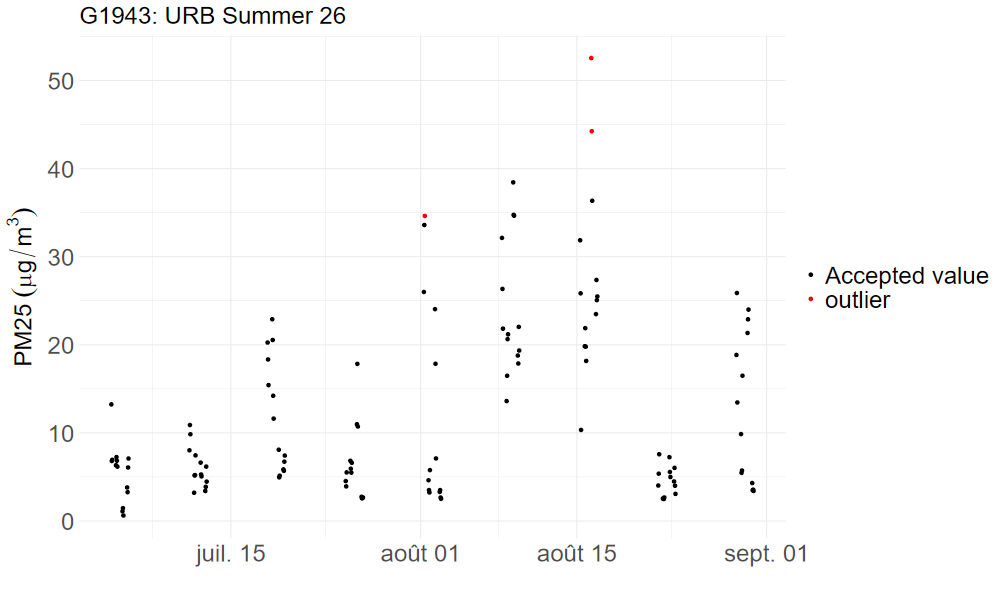 G1943: URB Summer 26
PM25 (μg/m³)
50
40
30
20
10
0
juil. 15
août 01
août 15
sept. 01
Accepted value
outlier